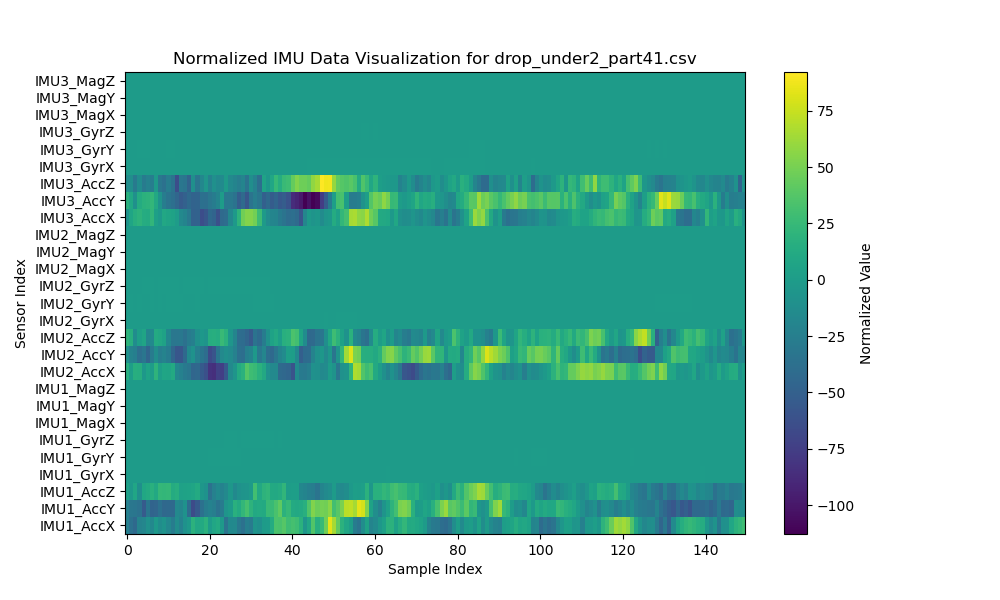 Normalized IMU Data Visualization for drop_under2_part41.csv
Sensor Index
IMU3_MagZ
IMU3_MagY
IMU3_MagX
IMU3_GyrZ
IMU3_GyrY
IMU3_GyrX
IMU3_AccZ
IMU3_AccY
IMU3_AccX
IMU2_MagZ
IMU2_MagY
IMU2_MagX
IMU2_GyrZ
IMU2_GyrY
IMU2_GyrX
IMU2_AccZ
IMU2_AccY
IMU2_AccX
IMU1_MagZ
IMU1_MagY
IMU1_MagX
IMU1_GyrZ
IMU1_GyrY
IMU1_GyrX
IMU1_AccZ
IMU1_AccY
IMU1_AccX
0 20 40 60 80 100 120 140
Sample Index
75
50
25
0
−25
−50
−75
−100
Normalized Value